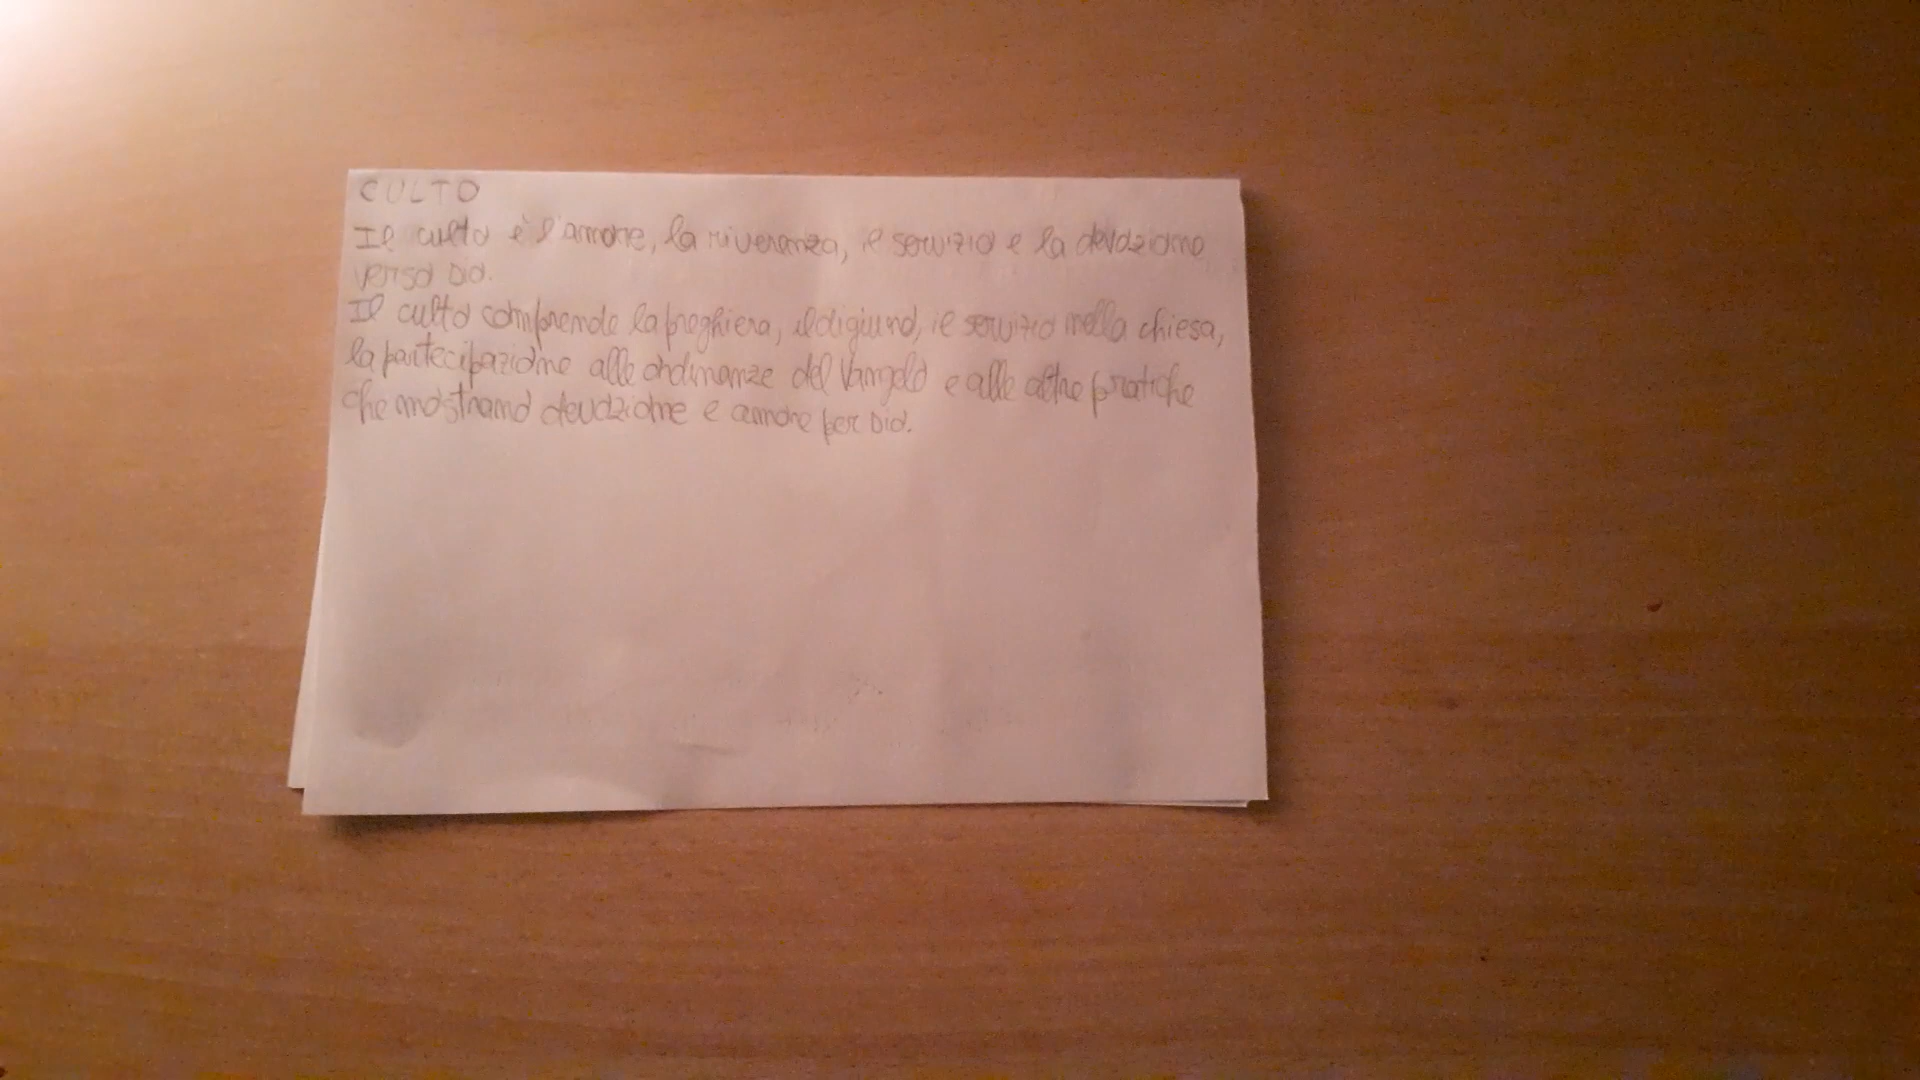 CULTO
Il culto è l'amore, la riverenza, il servizio e la devozione
verso Dio.
Il culto comprende la preghiera, il digiuno, il servizio nella chiesa,
la partecipazione alle ordinanze del Vangelo e alle altre pratiche
che mostrano devozione e amore per Dio.